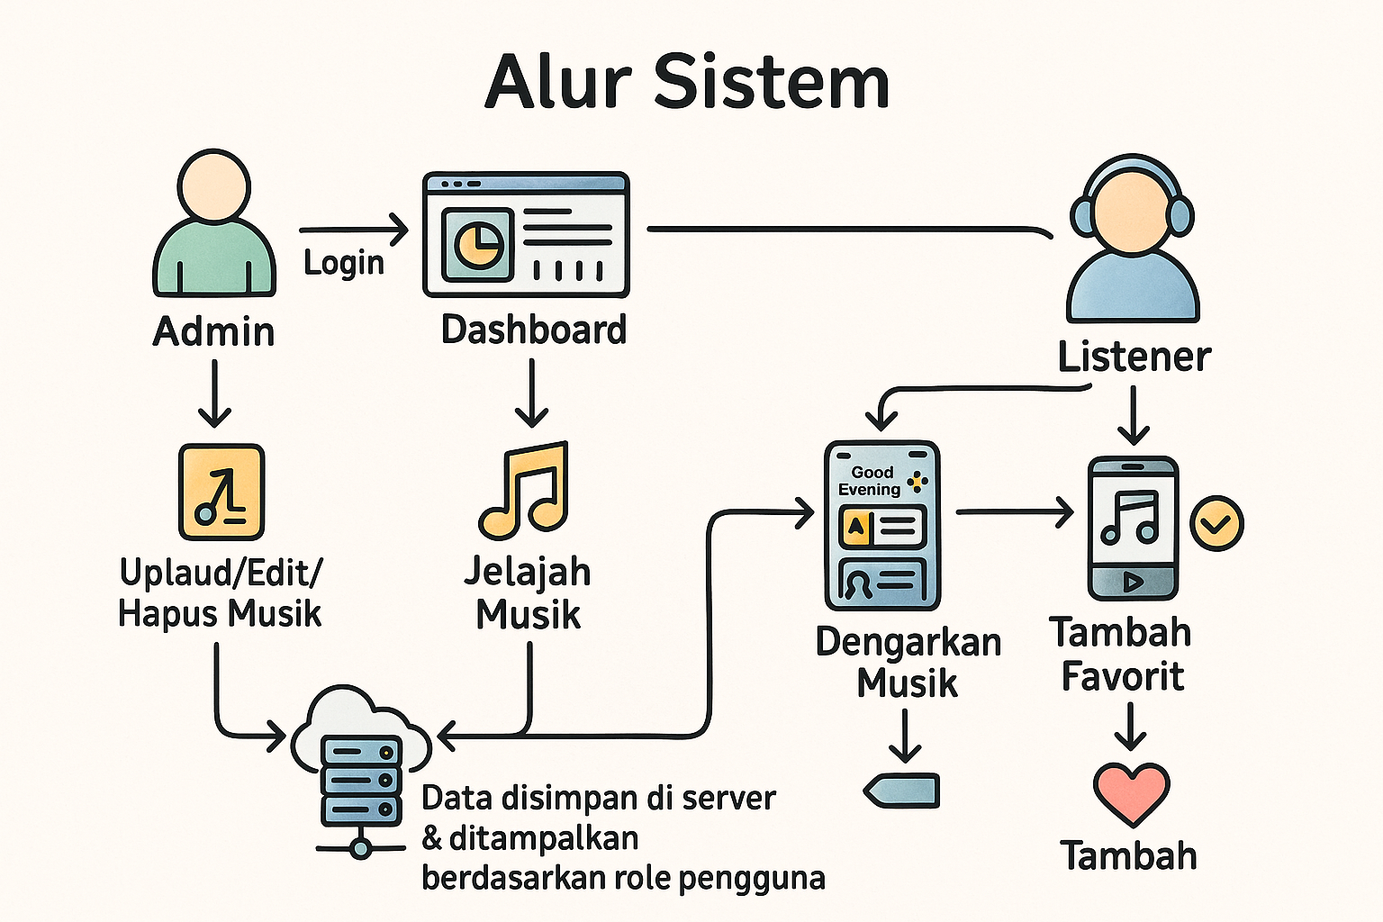 Alur Sistem
Login
Admin
Dashboard
Listener
Good
Evening
A
Uplaud/Edit/
Hapus Musik
Jelajah
Musik
Dengarkan
Musik
Tambah
Favorit
Data disimpan di server
& ditampalkan
berdasarkan role pengguna
Tambah